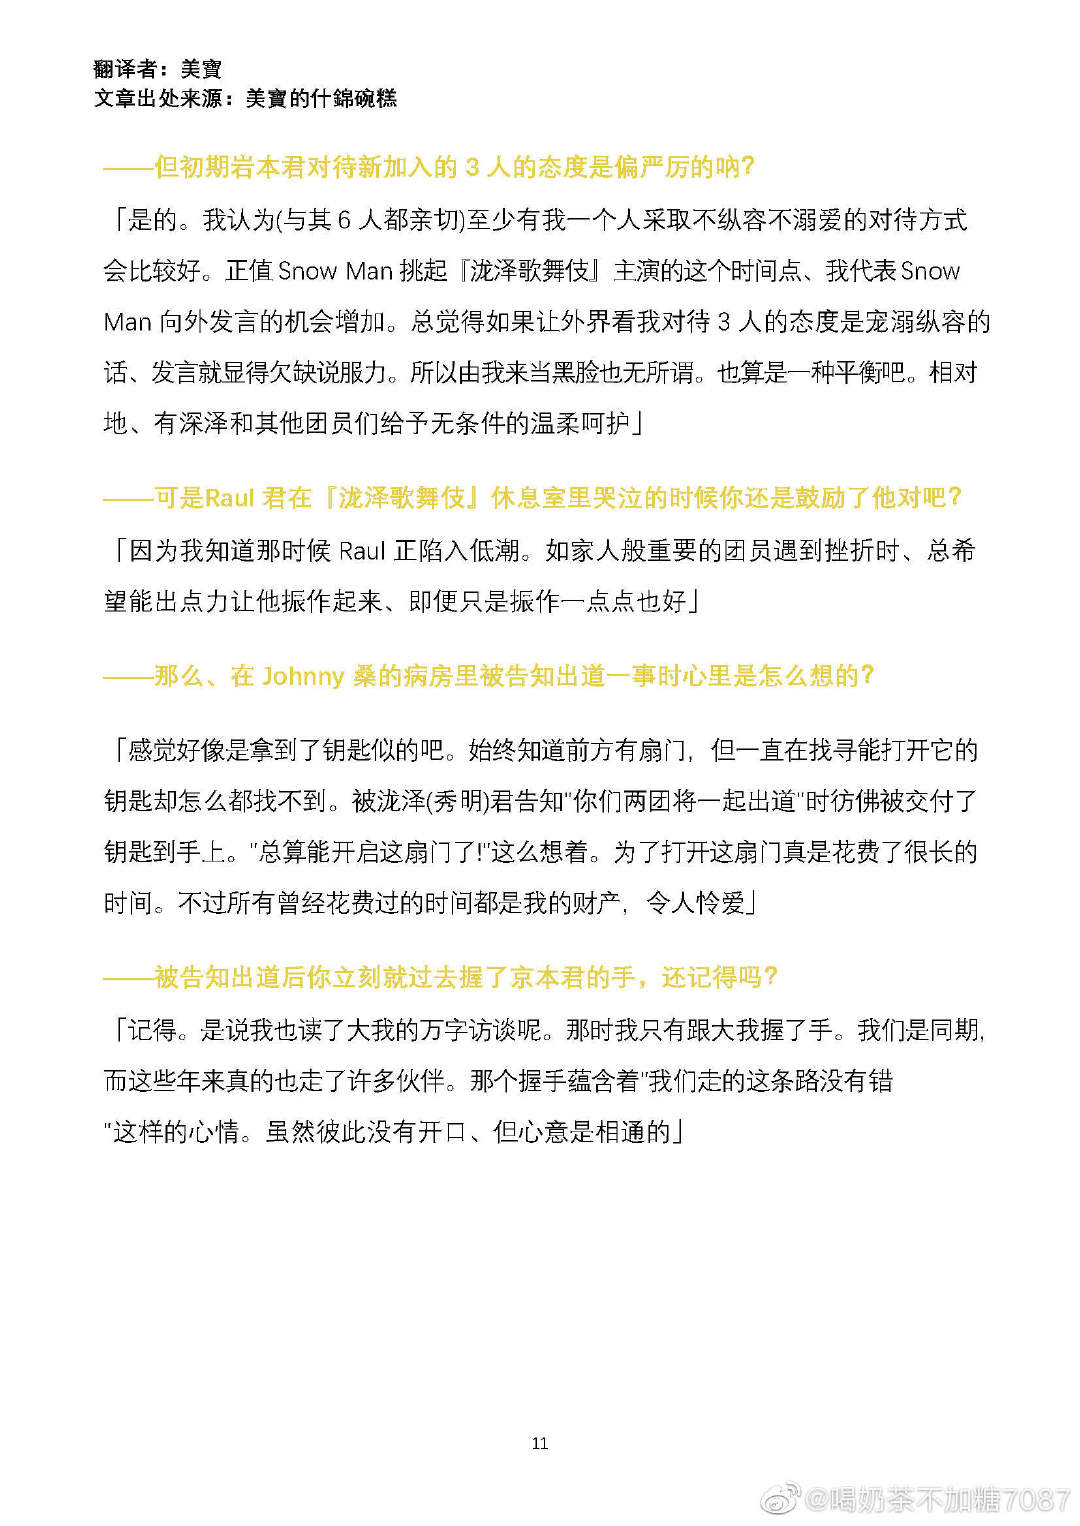 翻译者：美寶
文章出处来源：美寶的什錦碗糕
——但初期岩本君对待新加入的 3 人的态度是偏严厉的吶？
「是的。我认为(与其 6 人都亲切)至少有我一个人采取不纵容不溺爱的对待方式
会比较好。正值 Snow Man 挑起『泷泽歌舞伎』主演的这个时间点、我代表 Snow
Man 向外发言的机会增加。总觉得如果让外界看我对待 3 人的态度是宠溺纵容的
话、发言就显得欠缺说服力。所以由我来当黑脸也无所谓。也算是一种平衡吧。相对
地、有深泽和其他团员们给予无条件的温柔呵护」
——可是Raul 君在『泷泽歌舞伎』休息室里哭泣的时候你还是鼓励了他对吧？
「因为我知道那时候 Raul 正陷入低潮。如家人般重要的团员遇到挫折时、总希
望能出点力让他振作起来、即便只是振作一点点也好」
——那么、在 Johnny 桑的病房里被告知出道一事时心里是怎么想的？
「感觉好像是拿到了钥匙似的吧。始终知道前方有扇门，但一直在找寻能打开它的
钥匙却怎么都找不到。被泷泽(秀明)君告知"你们两团将一起出道"时彷佛被交付了
钥匙到手上。"总算能开启这扇门了!"这么想着。为了打开这扇门真是花费了很长的
时间。不过所有曾经花费过的时间都是我的财产，令人怜爱」
——被告知出道后你立刻就过去握了京本君的手，还记得吗？
「记得。是说我也读了大我的万字访谈呢。那时我只有跟大我握了手。我们是同期，
而这些年来真的也走了许多伙伴。那个握手蕴含着"我们走的这条路没有错
"这样的心情。虽然彼此没有开口、但心意是相通的」
11
@喝奶茶不加糖7087